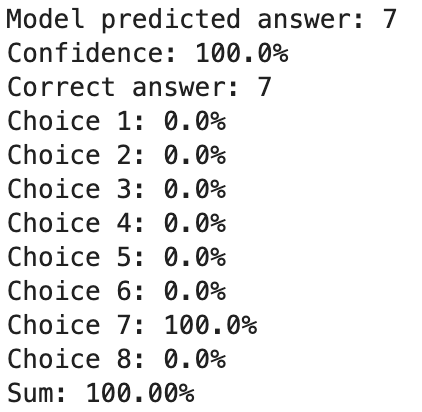 Model predicted answer: 7
Confidence: 100.0%
Correct answer: 7
Choice 1: 0.0%
Choice 2: 0.0%
Choice 3: 0.0%
Choice 4: 0.0%
Choice 5: 0.0%
Choice 6: 0.0%
Choice 7: 100.0%
Choice 8: 0.0%
Sum: 100.00%